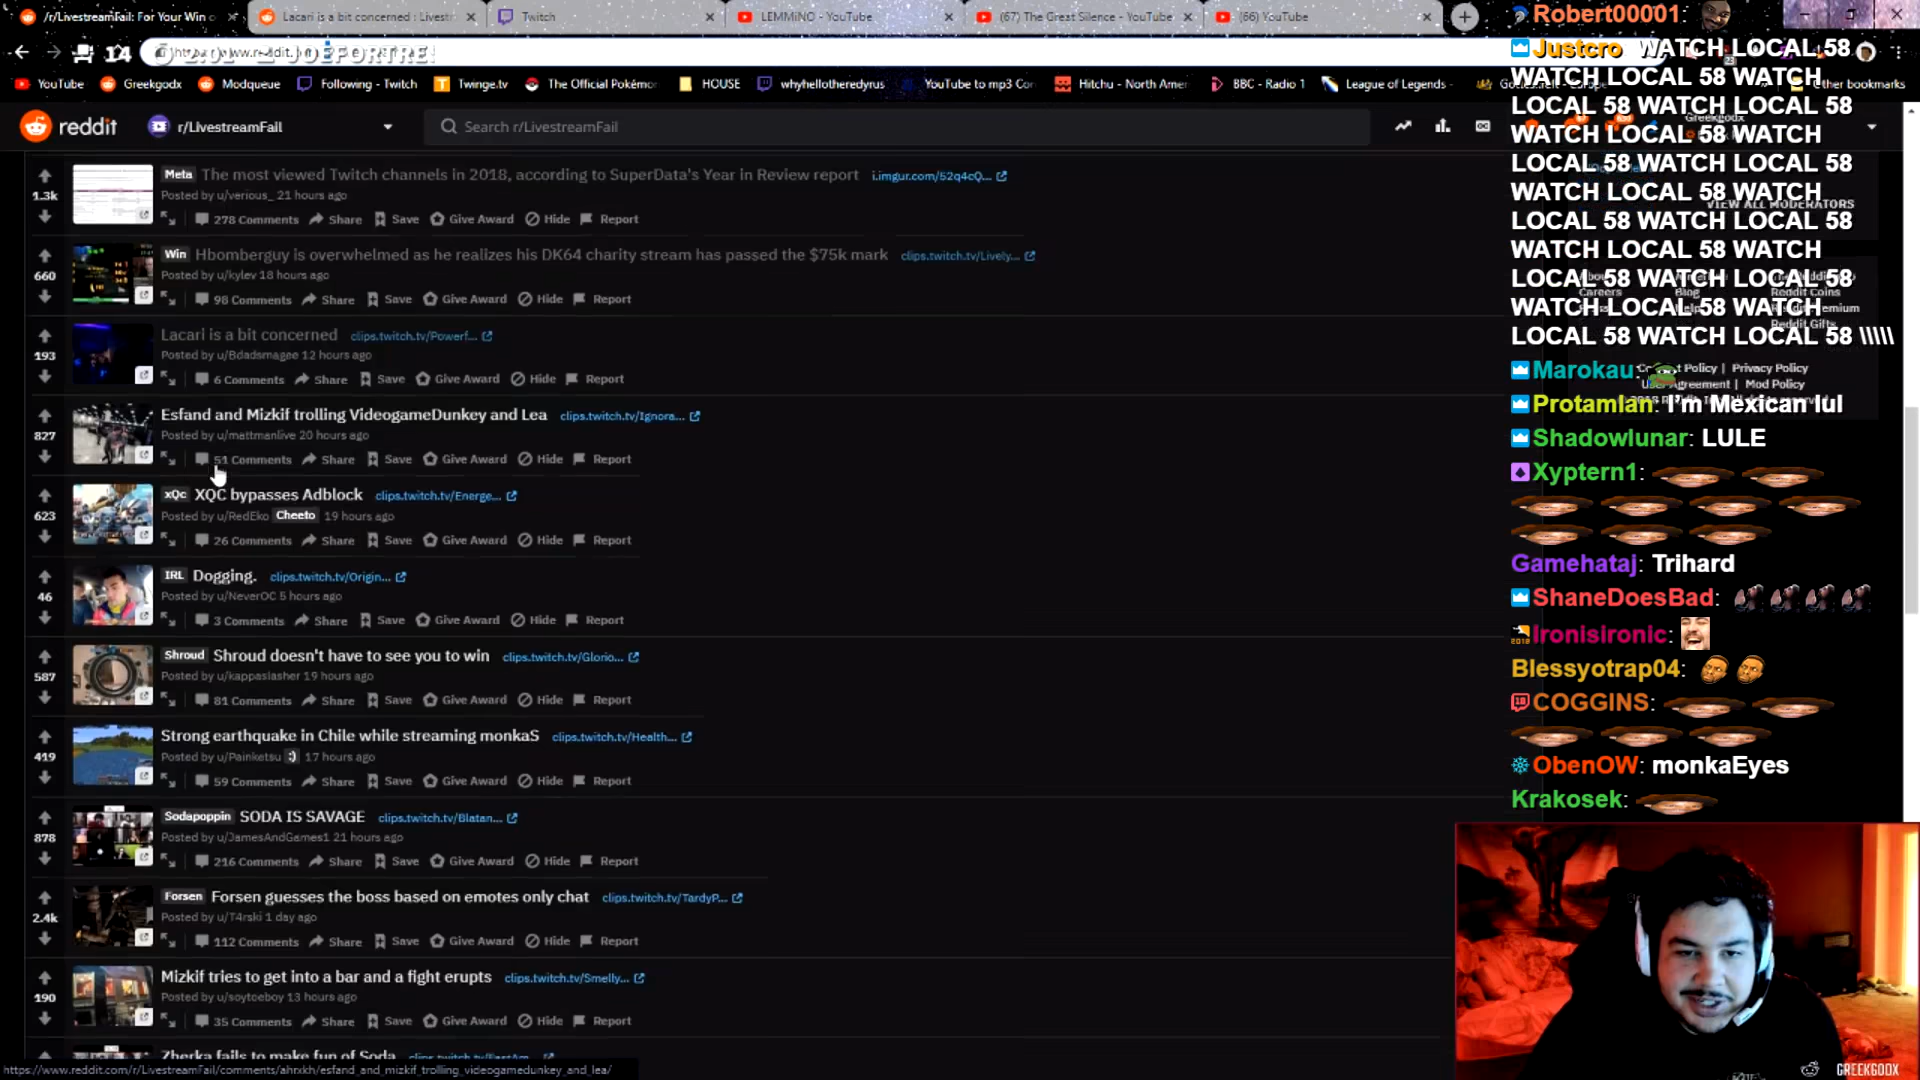 /r/LivestreamFail: For Your Win o
Lacari is a bit concerned : Livest
Twitch
LEMMiNO - YouTube
(67) The Great Silence - YouTube
(66) YouTube
YouTube
Greekgodx
Modqueue
Following - Twitch
Twinge.tv
The Official Pokémo
HOUSE
whyhellotheredyrus
YouTube to mp3 Con
Hitchu - North Amer
BBC - Radio 1
League of Legends
Other bookmarks
reddit
r/LivestreamFail
Search r/LivestreamFail
Greekgodx
1.3k
Meta The most viewed Twitch channels in 2018, according to SuperData's Year in Review report i.imgur.com/52q4cQ...
Posted by u/verious_ 21 hours ago
278 Comments Share Save Give Award Hide Report
660
Win Hbomberguy is overwhelmed as he realizes his DK64 charity stream has passed the $75k mark clips.twitch.tv/Lively...
Posted by u/kylev 18 hours ago
98 Comments Share Save Give Award Hide Report
193
Lacari is a bit concerned clips.twitch.tv/Powerf...
Posted by u/Bdadsmagee 12 hours ago
6 Comments Share Save Give Award Hide Report
827
Esfand and Mizkif trolling VideogameDunkey and Lea clips.twitch.tv/Ignora...
Posted by u/mattmanlive 20 hours ago
51 Comments Share Save Give Award Hide Report
623
xQc XQC bypasses Adblock clips.twitch.tv/Energe...
Posted by u/RedEko Cheeto 19 hours ago
26 Comments Share Save Give Award Hide Report
46
IRL Dogging. clips.twitch.tv/Origin...
Posted by u/NeverOC 5 hours ago
3 Comments Share Save Give Award Hide Report
587
Shroud Shroud doesn't have to see you to win clips.twitch.tv/Glorio...
Posted by u/kappaslasher 19 hours ago
81 Comments Share Save Give Award Hide Report
419
Strong earthquake in Chile while streaming monkaS clips.twitch.tv/Health...
Posted by u/Painketsu :) 17 hours ago
59 Comments Share Save Give Award Hide Report
878
Sodapoppin SODA IS SAVAGE clips.twitch.tv/Blatan...
Posted by u/JamesAndGames1 21 hours ago
216 Comments Share Save Give Award Hide Report
2.4k
Forsen Forsen guesses the boss based on emotes only chat clips.twitch.tv/TardyP...
Posted by u/T4rski 1 day ago
112 Comments Share Save Give Award Hide Report
190
Mizkif tries to get into a bar and a fight erupts clips.twitch.tv/Smelly...
Posted by u/soytoeboy 13 hours ago
35 Comments Share Save Give Award Hide Report
Zherka fails to make fun of Soda
https://www.reddit.com/r/LivestreamFail/comments/ahrxkh/esfand_and_mizkif_trolling_videogamedunkey_and_lea/
VIEW ALL MODERATORS
Careers
Blog
Reddit Coins
Reddit Gifts
Policy | Privacy Policy
Agreement | Mod Policy
Robert00001:
Justcro WATCH LOCAL 58
WATCH LOCAL 58 WATCH
LOCAL 58 WATCH LOCAL 58
WATCH LOCAL 58 WATCH
LOCAL 58 WATCH LOCAL 58
WATCH LOCAL 58 WATCH
LOCAL 58 WATCH LOCAL 58
WATCH LOCAL 58 WATCH
LOCAL 58 WATCH LOCAL 58
WATCH LOCAL 58 WATCH
LOCAL 58 WATCH LOCAL 58 \\\\\
Marokau:
Protamlan: I'm Mexican lul
Shadowlunar: LULE
Xyptern1:
Gamehataj: Trihard
ShaneDoesBad:
Ironisironic:
Blessyotrap04:
COGGINS:
ObenOW: monkaEyes
Krakosek:
GREEKGODX